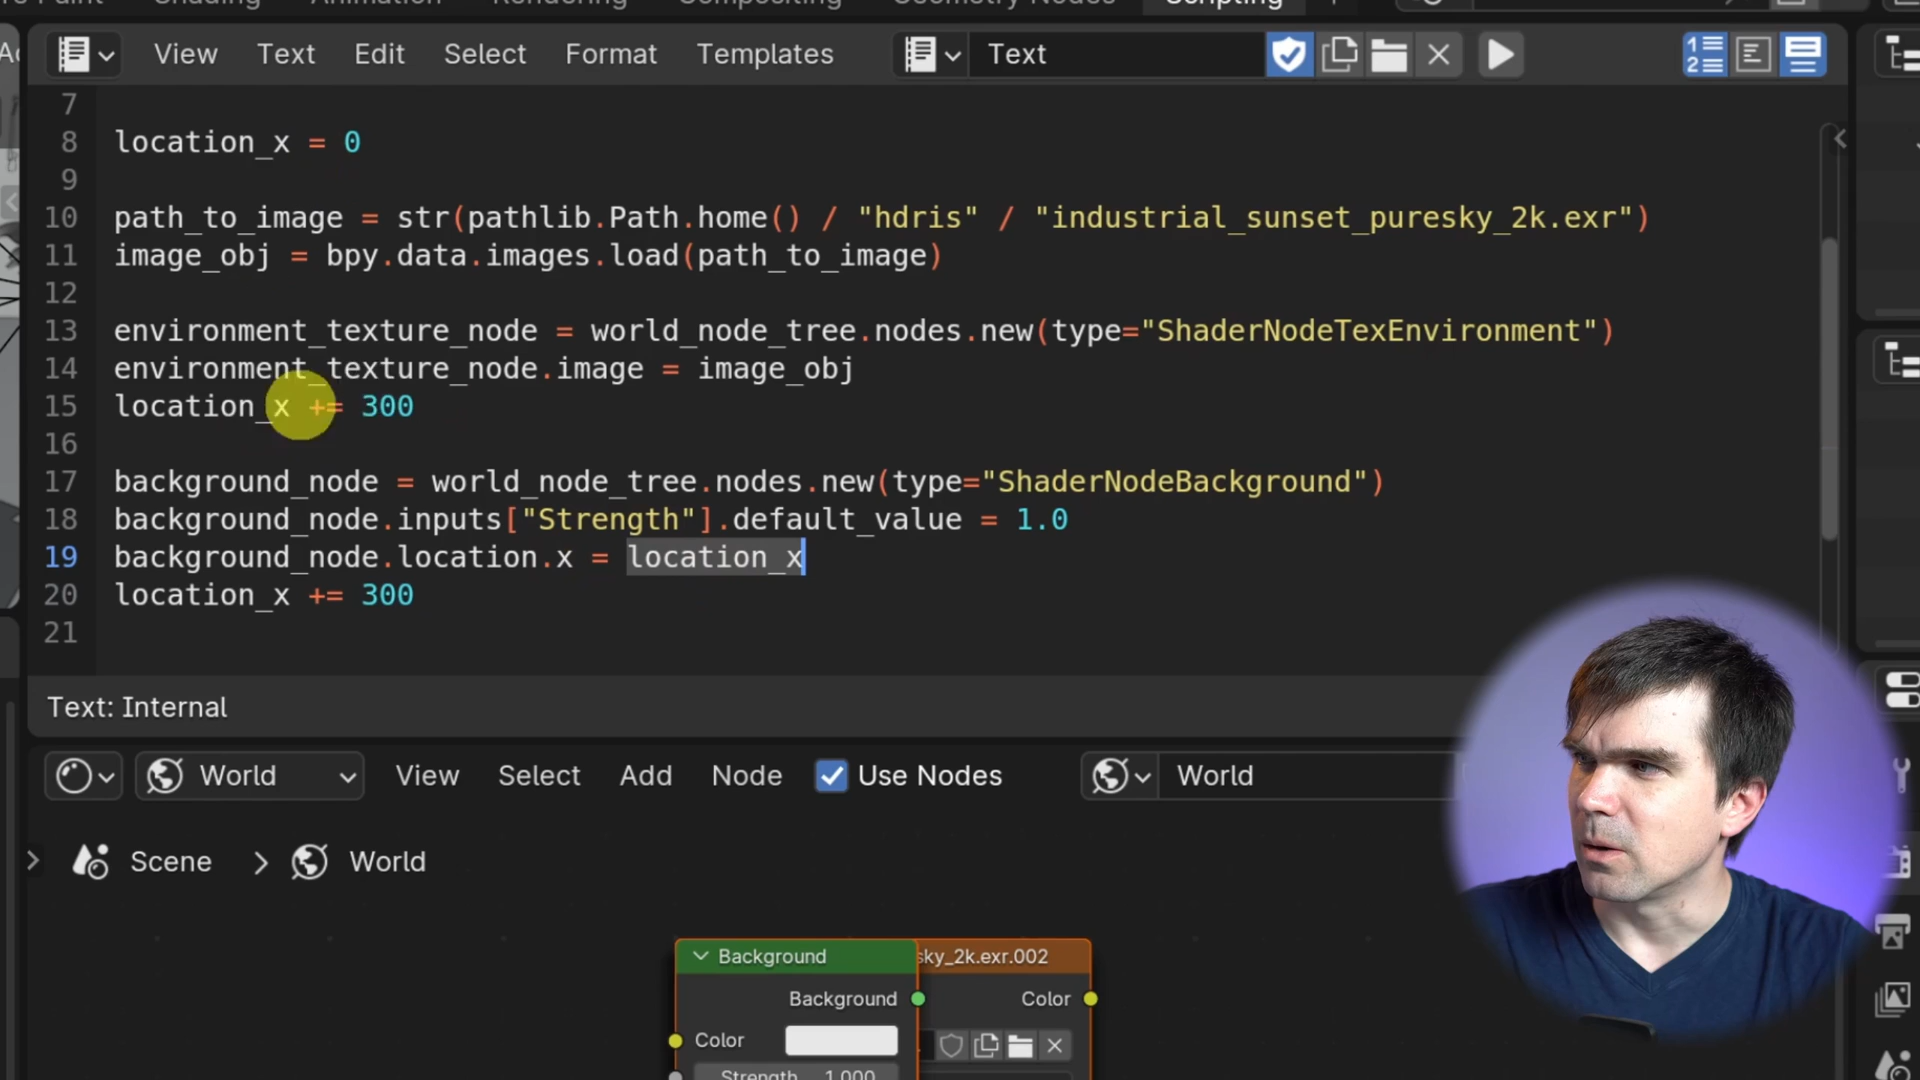 View Text Edit Select Format Templates Text
7
8 location_x = 0
9
10 path_to_image = str(pathlib.Path.home() / "hdris" / "industrial_sunset_puresky_2k.exr")
11 image_obj = bpy.data.images.load(path_to_image)
12
13 environment_texture_node = world_node_tree.nodes.new(type="ShaderNodeTexEnvironment")
14 environment_texture_node.image = image_obj
15 location_x += 300
16
17 background_node = world_node_tree.nodes.new(type="ShaderNodeBackground")
18 background_node.inputs["Strength"].default_value = 1.0
19 background_node.location.x = location_x
20 location_x += 300
21
Text: Internal
World View Select Add Node Use Nodes World
Scene > World
Background sky_2k.exr.002
Background Color
Color
Strength 1.000